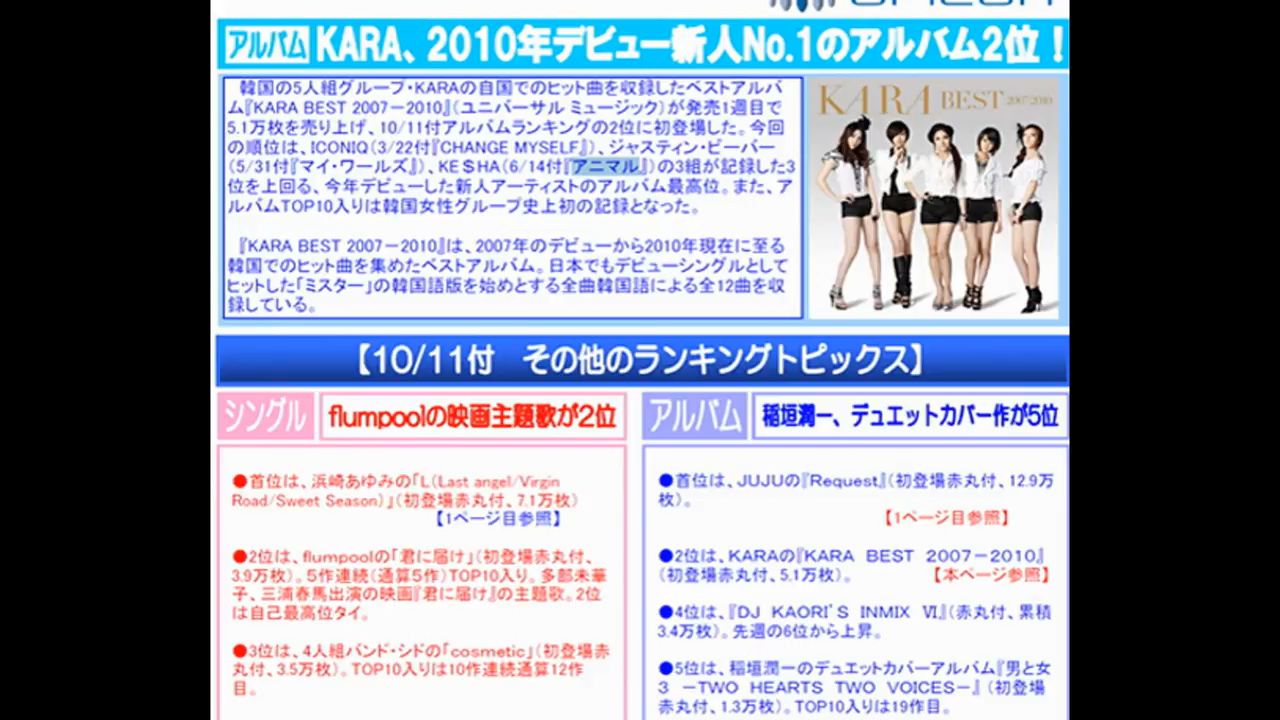 アルバム KARA、2010年デビュー新人No.1のアルバム2位！
韓国の5人組グループ・KARAの自国でのヒット曲を収録したベストアルバ
ム『KARA BEST 2007－2010』(ユニバーサル ミュージック)が発売1週目で
5.1万枚を売り上げ、10/11付アルバムランキングの2位に初登場した。今回
の順位は、ICONIQ(3/22付『CHANGE MYSELF』)、ジャスティン・ビーバー
(5/31付『マイ・ワールズ』)、KE＄HA(6/14付『アニマル』)の3組が記録した3
位を上回る、今年デビューした新人アーティストのアルバム最高位。また、ア
ルバムTOP10入りは韓国女性グループ史上初の記録となった。
『KARA BEST 2007－2010』は、2007年のデビューから2010年現在に至る
韓国でのヒット曲を集めたベストアルバム。日本でもデビューシングルとして
ヒットした「ミスター」の韓国語版を始めとする全曲韓国語による全12曲を収
録している。
KARA BEST 2007-2010
【10/11付　その他のランキングトピックス】
シングル flumpoolの映画主題歌が2位
●首位は、浜崎あゆみの「L(Last angel/Virgin
Road/Sweet Season)」(初登場赤丸付、7.1万枚)
【1ページ目参照】
●2位は、flumpoolの「君に届け」(初登場赤丸付、
3.9万枚)。5作連続(通算5作)TOP10入り。多部未華
子、三浦春馬出演の映画『君に届け』の主題歌。2位
は自己最高位タイ。
●3位は、4人組バンド・シドの「cosmetic」(初登場赤
丸付、3.5万枚)。TOP10入りは10作連続通算12作
目。
アルバム 稲垣潤一、デュエットカバー作が5位
●首位は、JUJUの『Request』(初登場赤丸付、12.9万
枚)。
【1ページ目参照】
●2位は、KARAの『KARA BEST 2007－2010』
(初登場赤丸付、5.1万枚)。 【本ページ参照】
●4位は、『DJ KAORI'S INMIX Ⅵ』(赤丸付、累積
3.4万枚)。先週の6位から上昇。
●5位は、稲垣潤一のデュエットカバーアルバム『男と女
3 －TWO HEARTS TWO VOICES－』(初登場
赤丸付、1.3万枚)。TOP10入りは19作目。